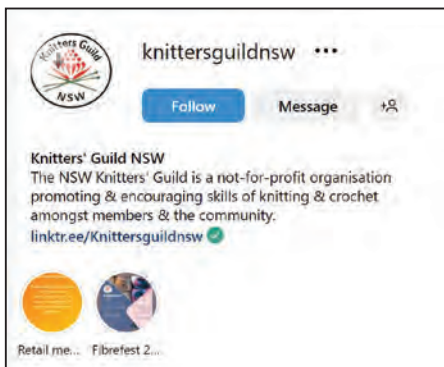 Knitters Guild
NSW
knittersguildnsw •••
Follow Message
Knitters' Guild NSW
The NSW Knitters' Guild is a not-for-profit organisation
promoting & encouraging skills of knitting & crochet
amongst members & the community.
linktr.ee/Knittersguildnsw
Retail me... Fibrefest 2...